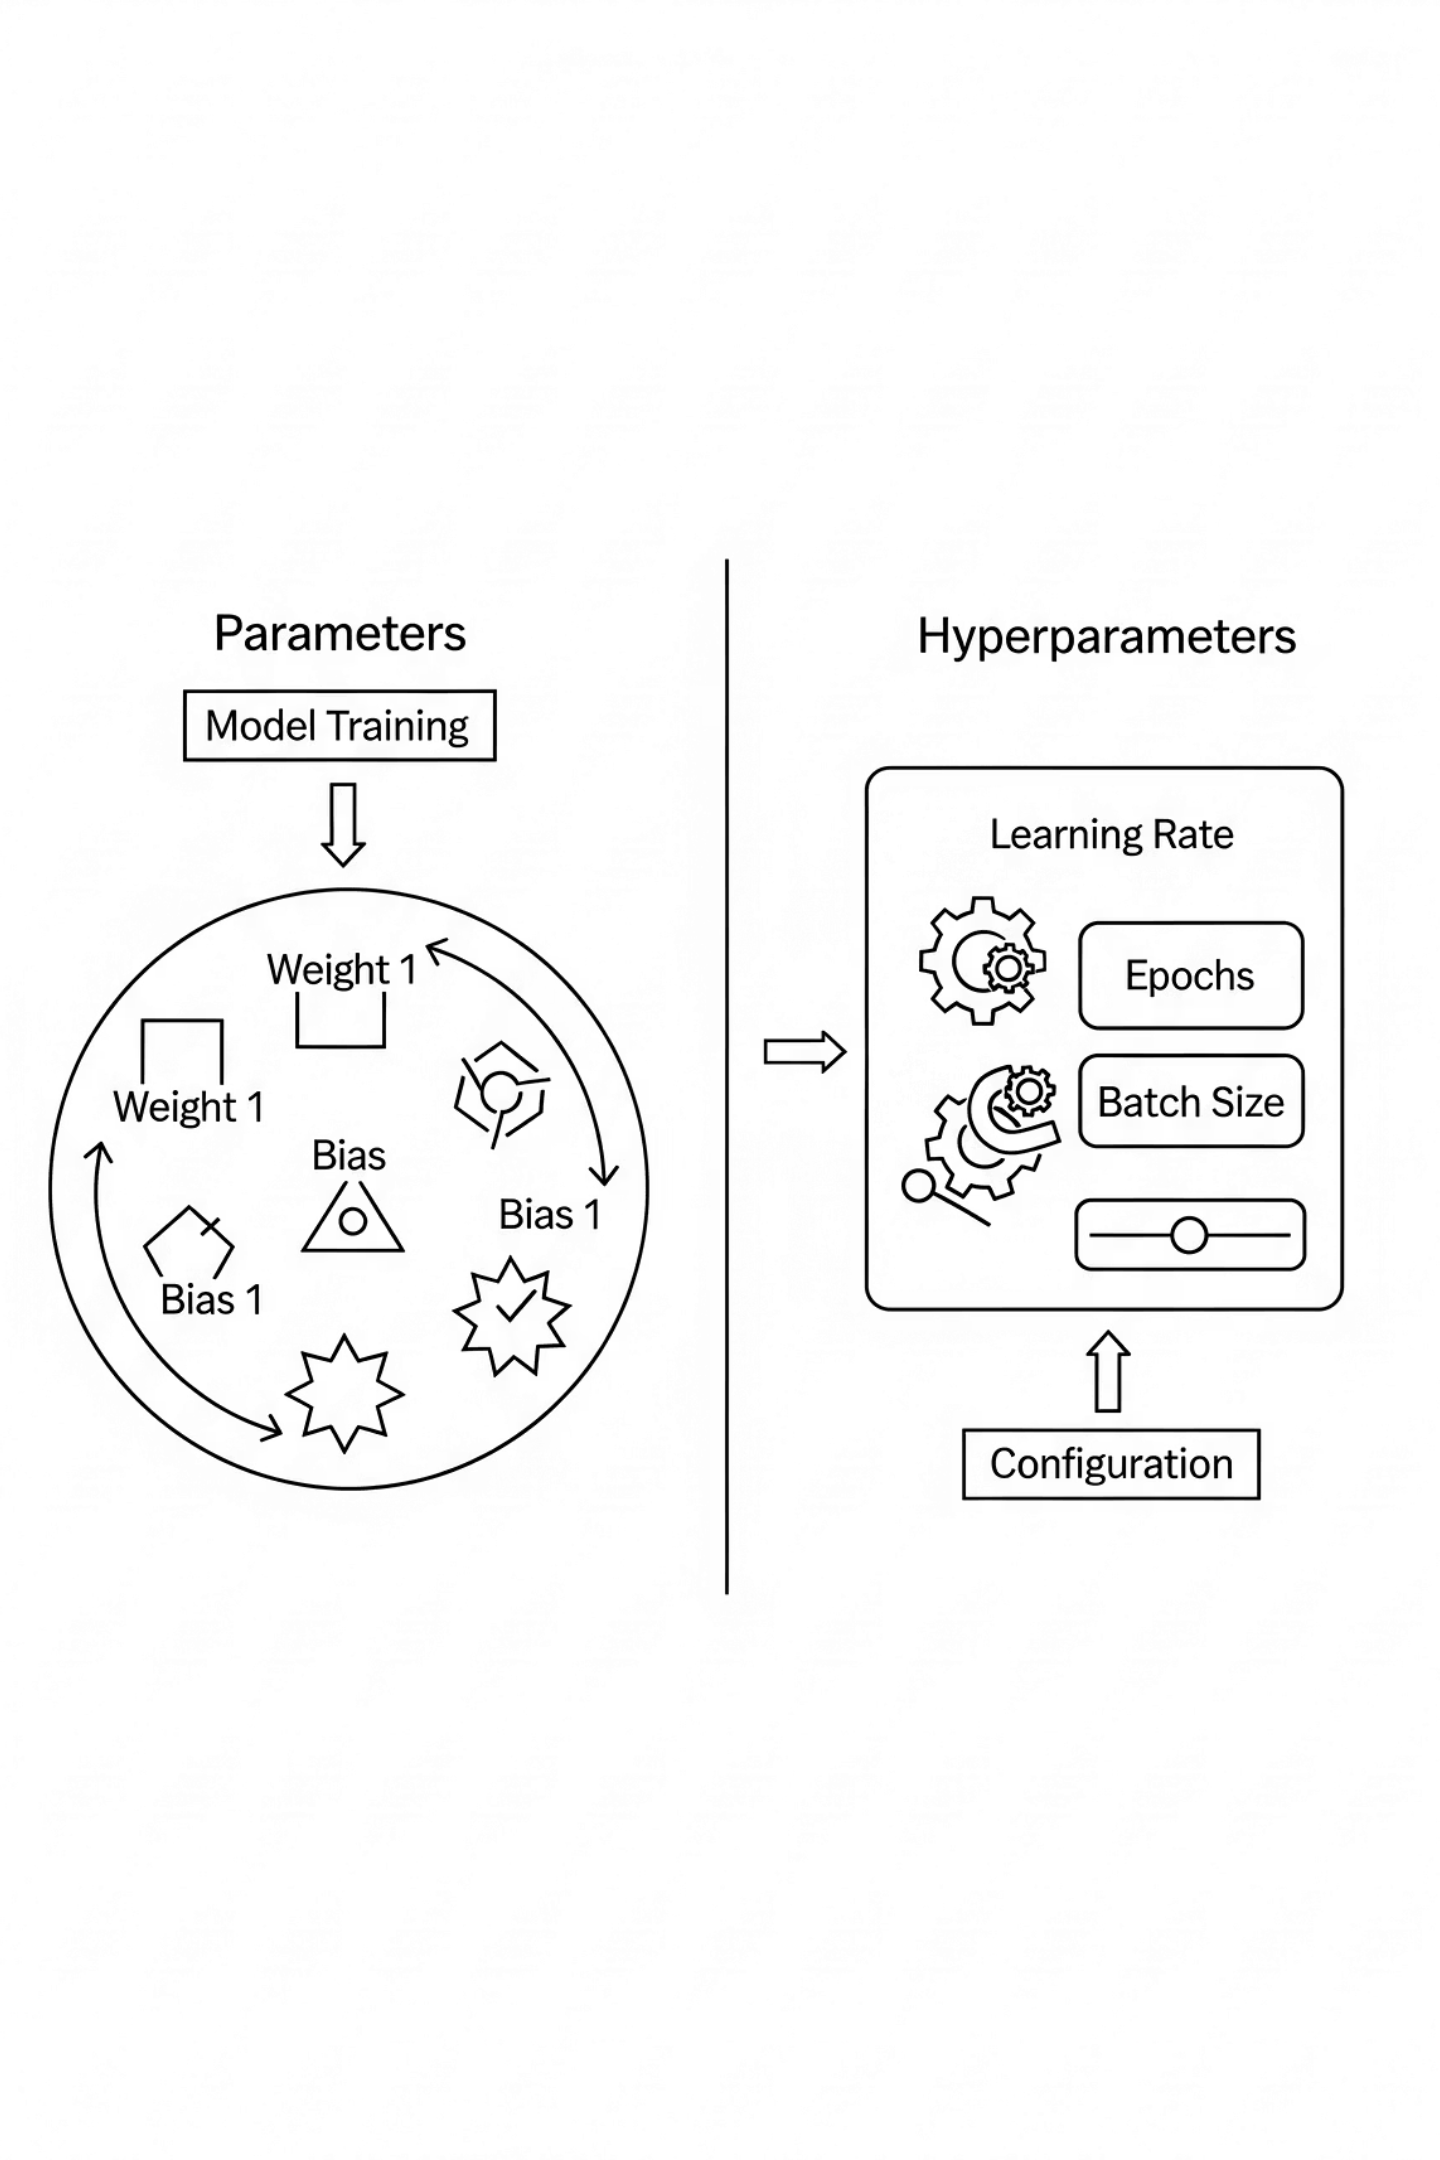 Parameters
Model Training
Weight 1
Weight 1
Bias
Bias 1
Bias 1
Hyperparameters
Learning Rate
Epochs
Batch Size
Configuration